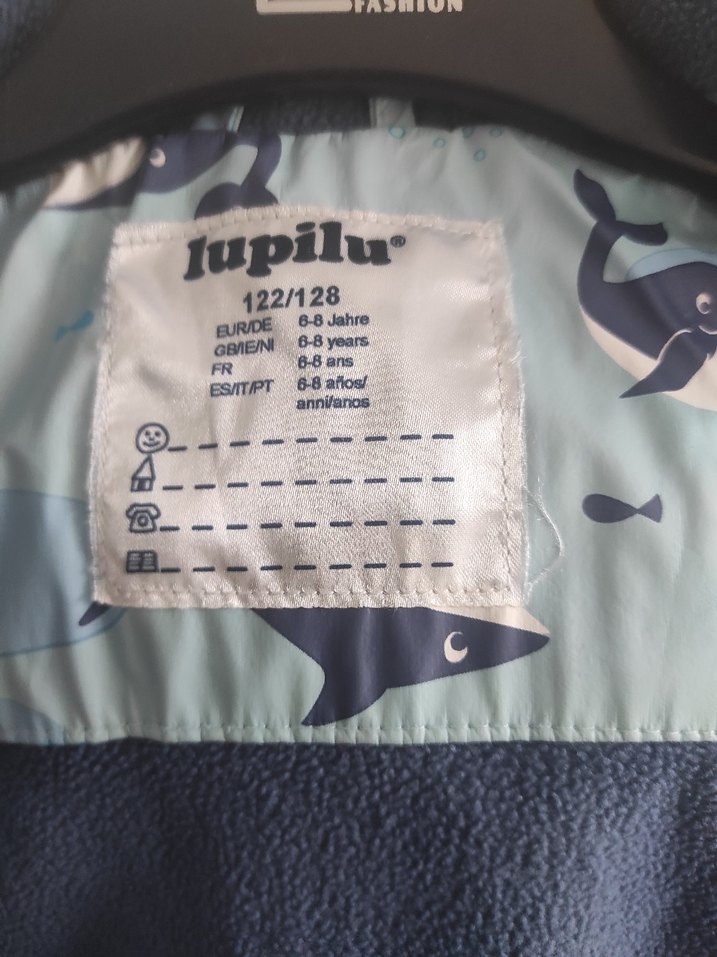 FASHION
lupilu®
122/128
EUR/DE 6-8 Jahre
GB/IE/NI 6-8 years
FR 6-8 ans
ES/IT/PT 6-8 años/
anni/anos